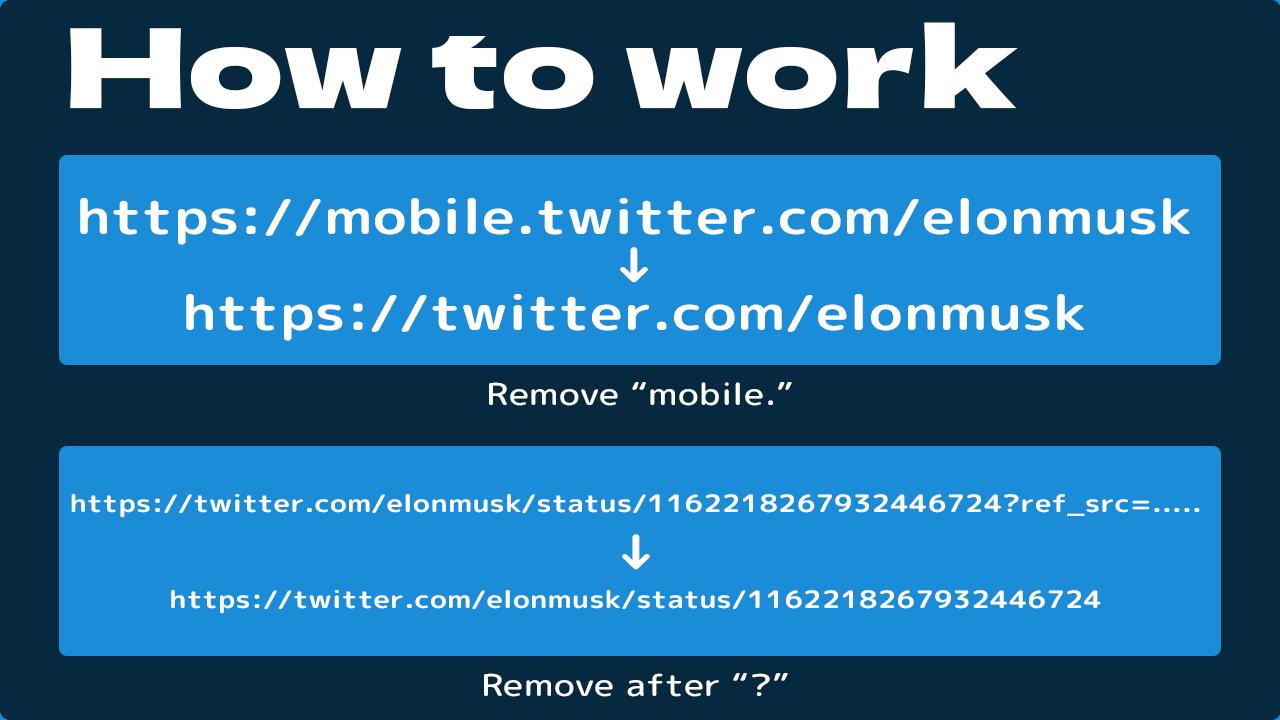 How to work
https://mobile.twitter.com/elonmusk
↓
https://twitter.com/elonmusk
Remove “mobile.”
https://twitter.com/elonmusk/status/1162218267932446724?ref_src=.....
↓
https://twitter.com/elonmusk/status/1162218267932446724
Remove after “?”